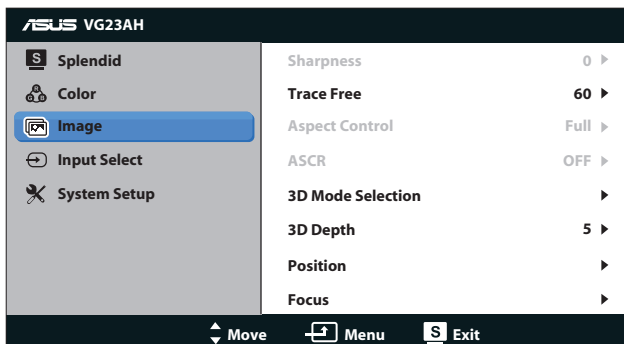 ASUS VG23AH
S Splendid
Color
Image
Input Select
System Setup
Sharpness 0
Trace Free 60
Aspect Control Full
ASCR OFF
3D Mode Selection
3D Depth 5
Position
Focus
Move Menu S Exit